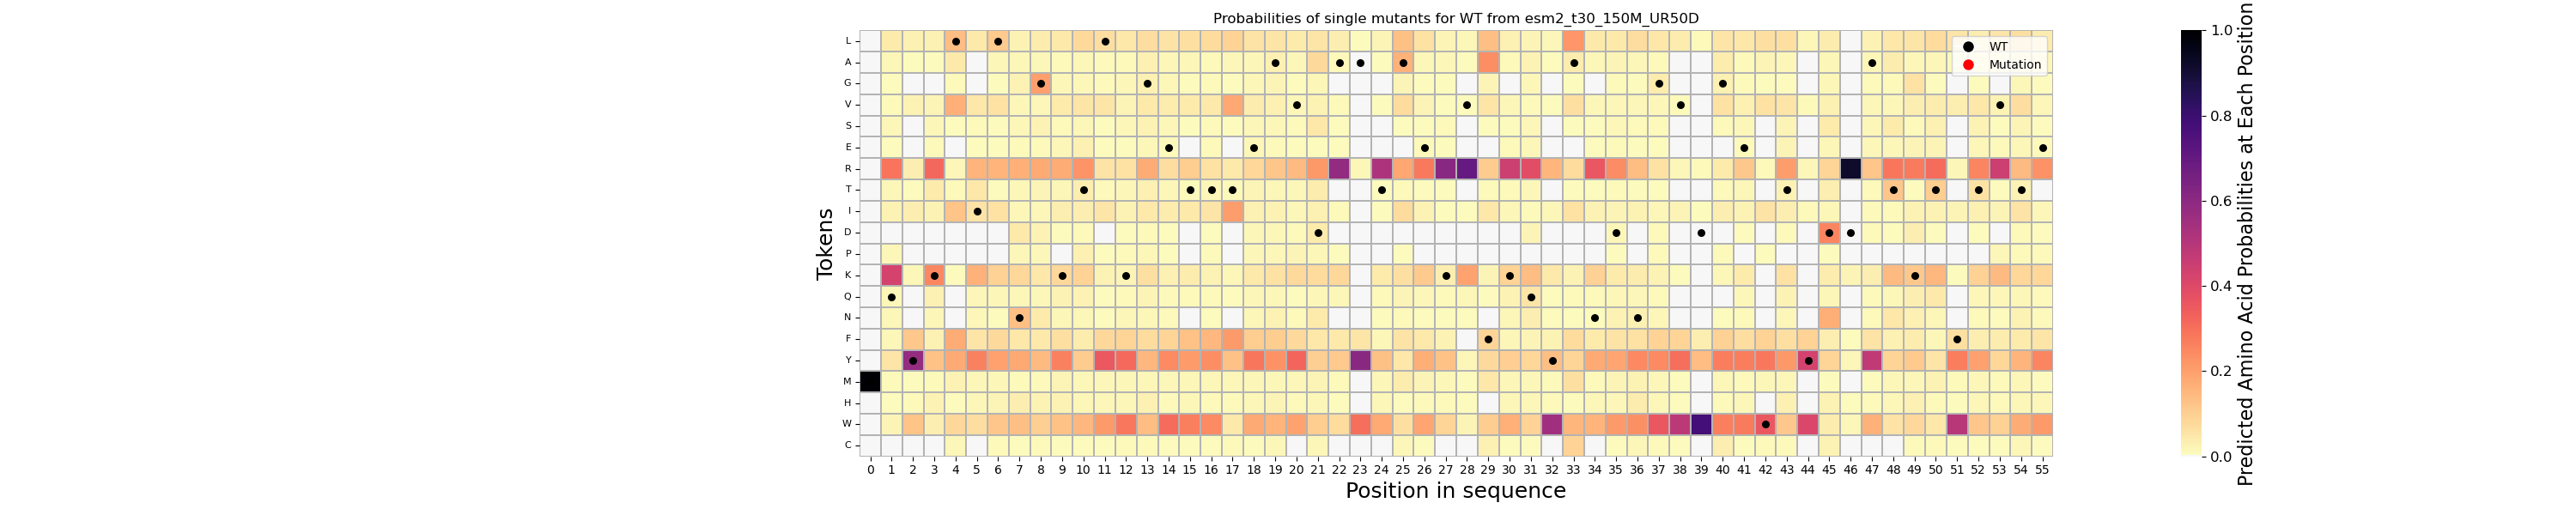 Probabilities of single mutants for WT from esm2_t30_150M_UR50D
L
A
G
V
S
E
R
T
I
D
P
K
Q
N
F
Y
M
H
W
C
Tokens
0 1 2 3 4 5 6 7 8 9 10 11 12 13 14 15 16 17 18 19 20 21 22 23 24 25 26 27 28 29 30 31 32 33 34 35 36 37 38 39 40 41 42 43 44 45 46 47 48 49 50 51 52 53 54 55
Position in sequence
WT
Mutation
1.0
0.8
0.6
0.4
0.2
0.0
Predicted Amino Acid Probabilities at Each Position